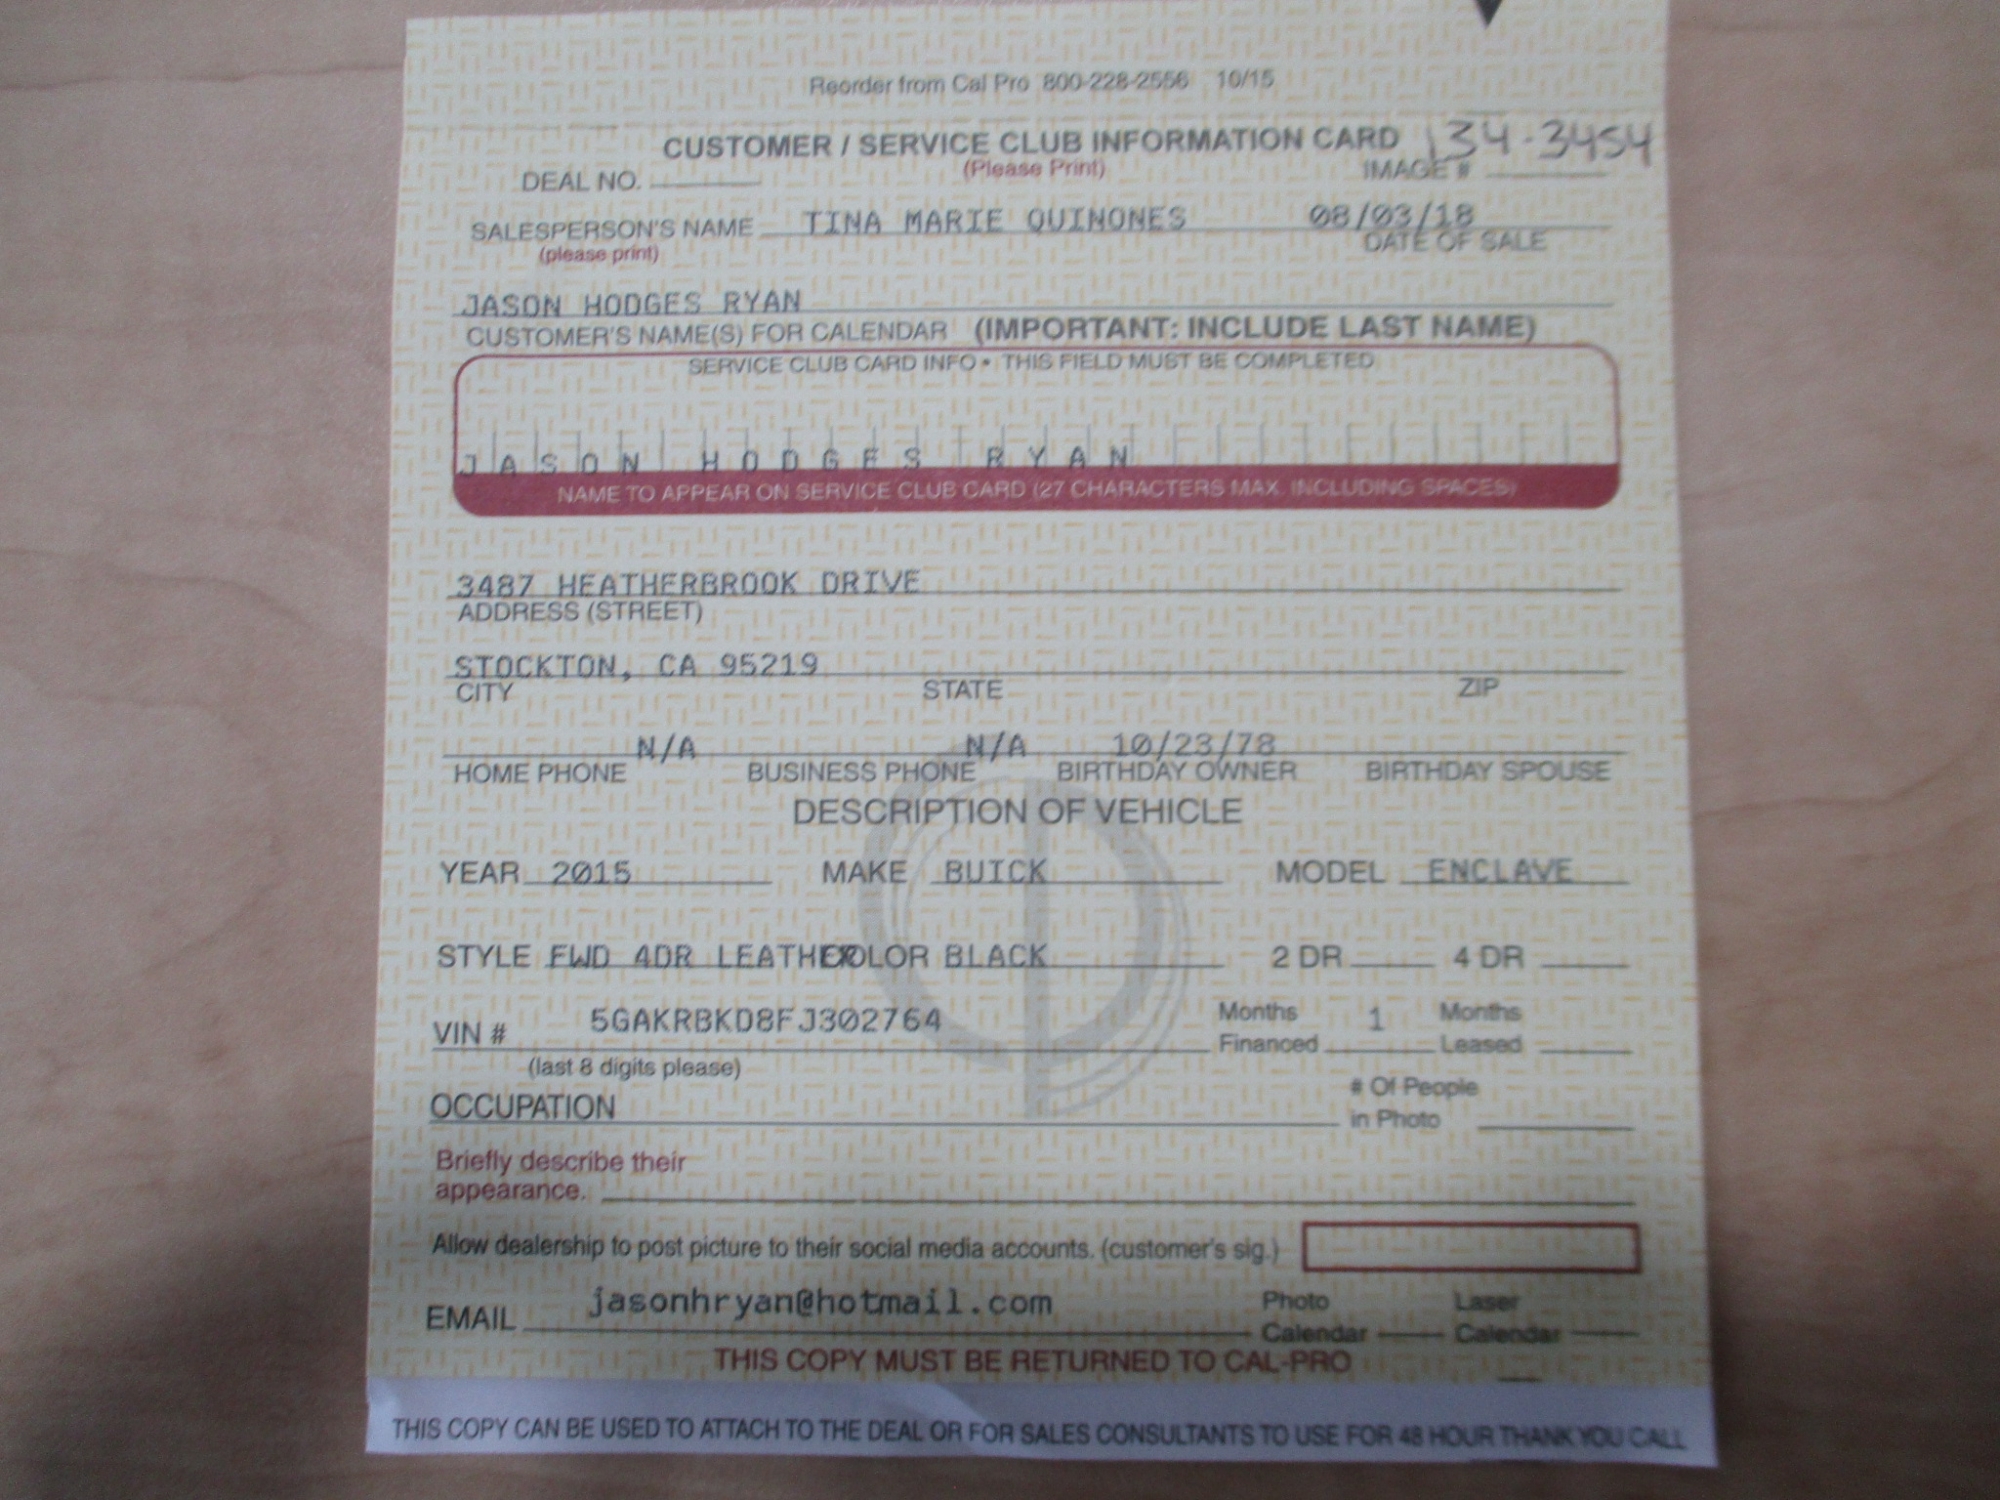 Reorder from Cal Pro 800-228-2556 10/15
CUSTOMER / SERVICE CLUB INFORMATION CARD 134-3454
DEAL NO. (Please Print) IMAGE #
SALESPERSON'S NAME TINA MARIE QUINONES 08/03/18
(please print) DATE OF SALE
JASON HODGES RYAN
CUSTOMER'S NAME(S) FOR CALENDAR (IMPORTANT: INCLUDE LAST NAME)
SERVICE CLUB CARD INFO • THIS FIELD MUST BE COMPLETED
JASON HODGES RYAN
NAME TO APPEAR ON SERVICE CLUB CARD (27 CHARACTERS MAX. INCLUDING SPACES)
3487 HEATHERBROOK DRIVE
ADDRESS (STREET)
STOCKTON, CA 95219
CITY STATE ZIP
N/A N/A 10/23/78
HOME PHONE BUSINESS PHONE BIRTHDAY OWNER BIRTHDAY SPOUSE
DESCRIPTION OF VEHICLE
YEAR 2015 MAKE BUICK MODEL ENCLAVE
STYLE FWD 4DR LEATHER COLOR BLACK 2 DR 4 DR
VIN # 5GAKRBKD8FJ302764 Months Financed 1 Months Leased
(last 8 digits please)
OCCUPATION # Of People in Photo
Briefly describe their
appearance.
Allow dealership to post picture to their social media accounts. (customer's sig.)
EMAIL jasonhryan@hotmail.com Photo Calendar Laser Calendar
THIS COPY MUST BE RETURNED TO CAL-PRO
THIS COPY CAN BE USED TO ATTACH TO THE DEAL OR FOR SALES CONSULTANTS TO USE FOR 48 HOUR THANK YOU CALL